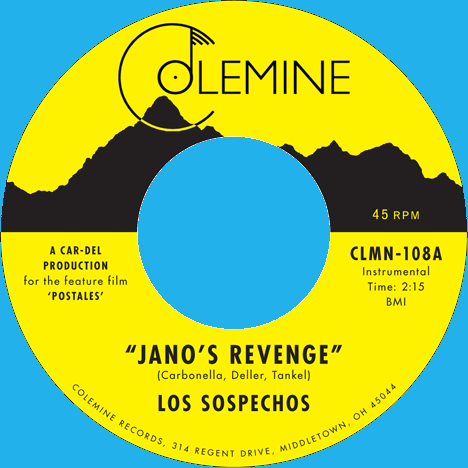 COLEMINE
45 RPM
A CAR-DEL
PRODUCTION
for the feature film
‘POSTALES’
CLMN-108A
Instrumental
Time: 2:15
BMI
“JANO’S REVENGE”
(Carbonella, Deller, Tankel)
LOS SOSPECHOS
COLEMINE RECORDS, 314 REGENT DRIVE, MIDDLETOWN, OH 45044